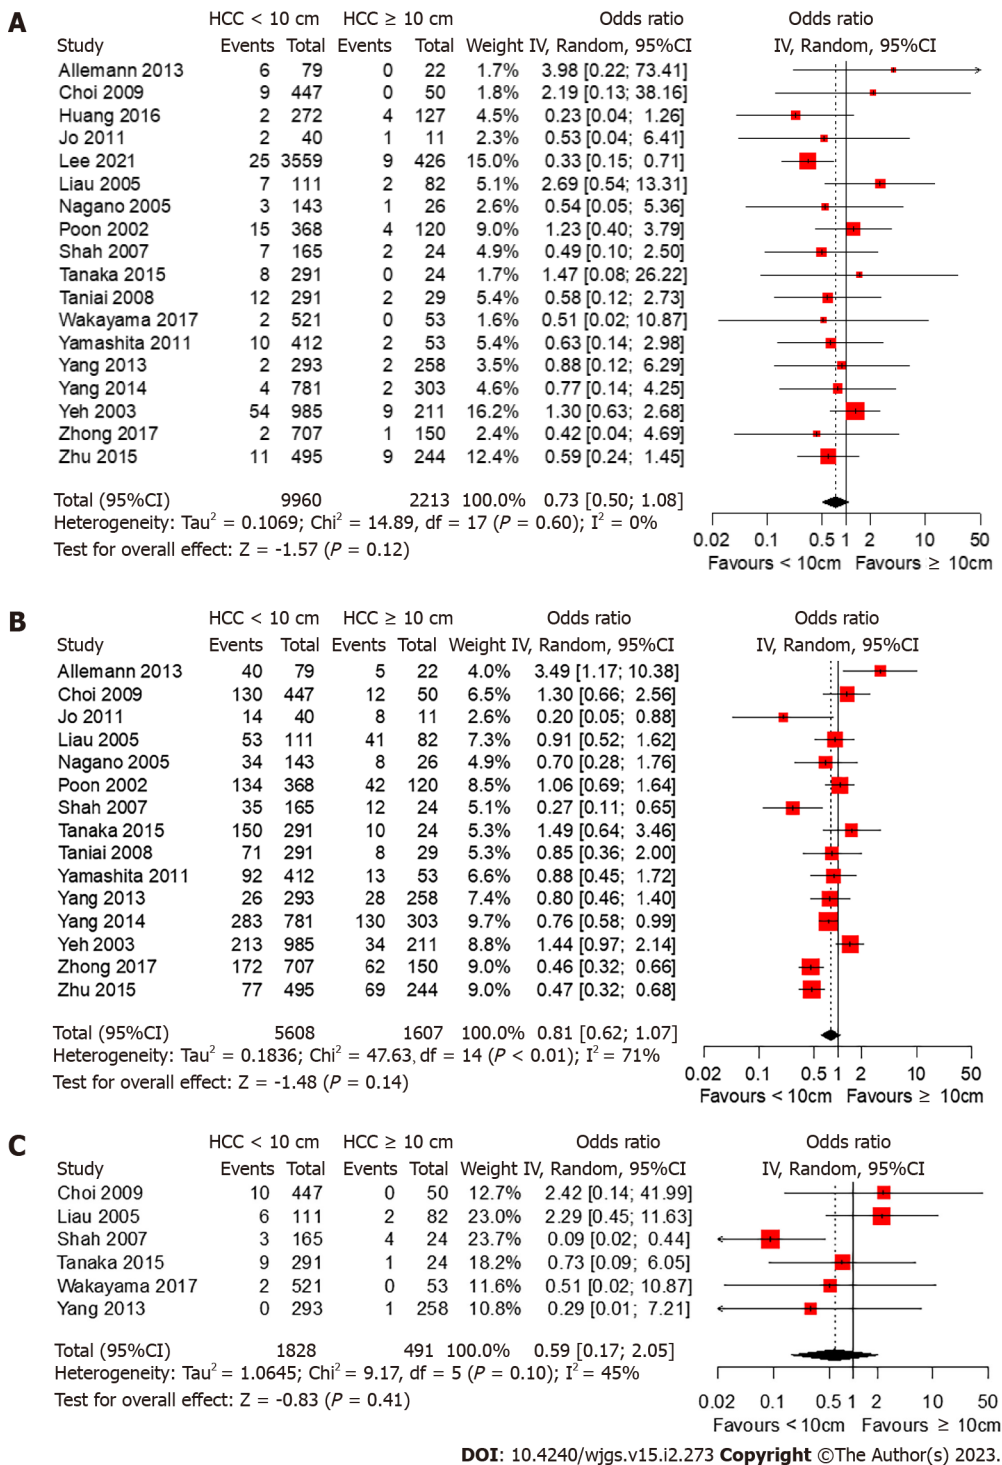 A
HCC < 10 cm HCC ≥ 10 cm Odds ratio Odds ratio
Study Events Total Events Total Weight IV, Random, 95%CI IV, Random, 95%CI
Allemann 2013 6 79 0 22 1.7% 3.98 [0.22; 73.41]
Choi 2009 9 447 0 50 1.8% 2.19 [0.13; 38.16]
Huang 2016 2 272 4 127 4.0% 0.23 [0.04; 1.26]
Jo 2011 2 40 1 11 2.3% 0.53 [0.04; 6.41]
Lee 2021 25 3559 9 426 15.0% 0.33 [0.15; 0.71]
Liau 2005 7 111 2 82 5.1% 2.69 [0.54; 13.31]
Nagano 2005 3 143 1 26 2.6% 0.54 [0.05; 5.36]
Poon 2002 15 368 4 120 9.0% 1.23 [0.40; 3.79]
Shah 2007 7 165 2 24 4.9% 0.49 [0.10; 2.50]
Tanaka 2015 8 291 0 24 1.7% 1.47 [0.08; 26.22]
Taniai 2008 12 291 2 29 5.4% 0.58 [0.12; 2.73]
Wakayama 2017 2 521 0 53 1.6% 0.51 [0.02; 10.87]
Yamashita 2011 10 412 2 53 5.2% 0.63 [0.14; 2.98]
Yang 2013 2 293 2 258 3.5% 0.88 [0.12; 6.29]
Yang 2014 4 781 2 303 4.6% 0.77 [0.14; 4.25]
Yeh 2003 54 985 9 211 16.2% 1.30 [0.63; 2.68]
Zhong 2017 2 707 1 150 2.4% 0.42 [0.04; 4.69]
Zhu 2015 11 495 9 244 12.4% 0.59 [0.24; 1.45]
Total (95%CI) 9960 2213 100.0% 0.73 [0.50; 1.08]
Heterogeneity: Tau² = 0.1069; Chi² = 14.89, df = 17 (P = 0.60); I² = 0%
Test for overall effect: Z = -1.57 (P = 0.12)
0.02 0.1 0.5 1 2 10 50
Favours < 10cm Favours ≥ 10cm
B
HCC < 10 cm HCC ≥ 10 cm Odds ratio Odds ratio
Study Events Total Events Total Weight IV, Random, 95%CI IV, Random, 95%CI
Allemann 2013 40 79 5 22 4.0% 3.49 [1.17; 10.38]
Choi 2009 130 447 12 50 6.5% 1.30 [0.66; 2.56]
Jo 2011 14 40 8 11 2.6% 0.20 [0.05; 0.88]
Liau 2005 53 111 41 82 7.3% 0.91 [0.52; 1.62]
Nagano 2005 34 143 8 26 4.9% 0.70 [0.28; 1.76]
Poon 2002 134 368 42 120 8.5% 1.06 [0.69; 1.64]
Shah 2007 35 165 12 24 5.1% 0.27 [0.11; 0.65]
Tanaka 2015 150 291 10 24 5.3% 1.49 [0.64; 3.46]
Taniai 2008 71 291 8 29 5.3% 0.85 [0.36; 2.00]
Yamashita 2011 92 412 13 53 6.6% 0.88 [0.45; 1.72]
Yang 2013 26 293 28 258 7.4% 0.80 [0.46; 1.40]
Yang 2014 283 781 130 303 9.7% 0.76 [0.58; 0.99]
Yeh 2003 213 985 34 211 8.8% 1.44 [0.97; 2.14]
Zhong 2017 172 707 62 150 9.0% 0.46 [0.32; 0.66]
Zhu 2015 77 495 69 244 9.0% 0.47 [0.32; 0.68]
Total (95%CI) 5608 1607 100.0% 0.81 [0.62; 1.07]
Heterogeneity: Tau² = 0.1836; Chi² = 47.63, df = 14 (P < 0.01); I² = 71%
Test for overall effect: Z = -1.48 (P = 0.14)
0.02 0.1 0.5 1 2 10 50
Favours < 10cm Favours ≥ 10cm
C
HCC < 10 cm HCC ≥ 10 cm Odds ratio Odds ratio
Study Events Total Events Total Weight IV, Random, 95%CI IV, Random, 95%CI
Choi 2009 10 447 0 50 12.7% 2.42 [0.14; 41.99]
Liau 2005 6 111 2 82 23.0% 2.29 [0.45; 11.63]
Shah 2007 3 165 4 24 23.7% 0.09 [0.02; 0.44]
Tanaka 2015 9 291 1 24 18.2% 0.73 [0.09; 6.05]
Wakayama 2017 2 521 0 53 11.6% 0.51 [0.02; 10.87]
Yang 2013 0 293 1 258 10.8% 0.29 [0.01; 7.21]
Total (95%CI) 1828 491 100.0% 0.59 [0.17; 2.05]
Heterogeneity: Tau² = 1.0645; Chi² = 9.17, df = 5 (P = 0.10); I² = 45%
Test for overall effect: Z = -0.83 (P = 0.41)
0.02 0.1 0.5 1 2 10 50
Favours < 10cm Favours ≥ 10cm
DOI: 10.4240/wjgs.v15.i2.273 Copyright ©The Author(s) 2023.